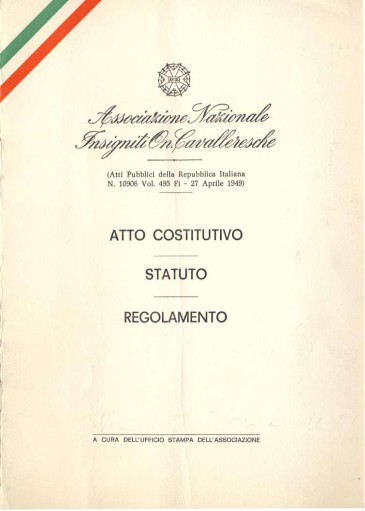 Associazione Nazionale
Insigniti On. Cavalleresche
(Atti Pubblici della Repubblica Italiana
N. 10906 Vol. 495 Fi - 27 Aprile 1949)
ATTO COSTITUTIVO
STATUTO
REGOLAMENTO
A CURA DELL'UFFICIO STAMPA DELL'ASSOCIAZIONE